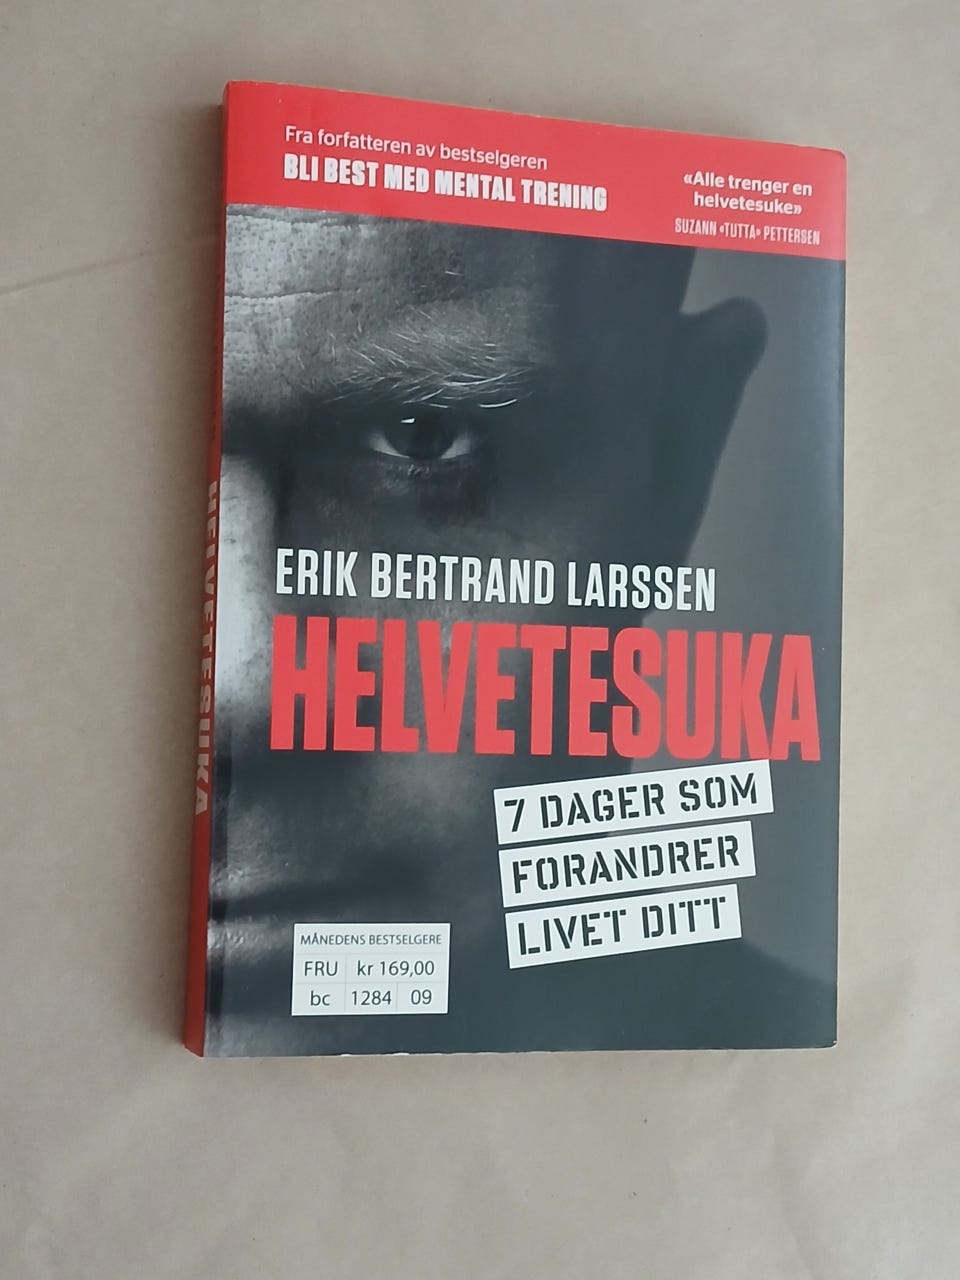 Fra forfatteren av bestselgeren
BLI BEST MED MENTAL TRENING
«Alle trenger en
helvetesuke»
SUZANN «TUTTA» PETTERSEN
ERIK BERTRAND LARSSEN
HELVETESUKA
7 DAGER SOM
FORANDRER
LIVET DITT
MÅNEDENS BESTSELGERE
FRU kr 169,00
bc 1284 09
HELVETESUKA